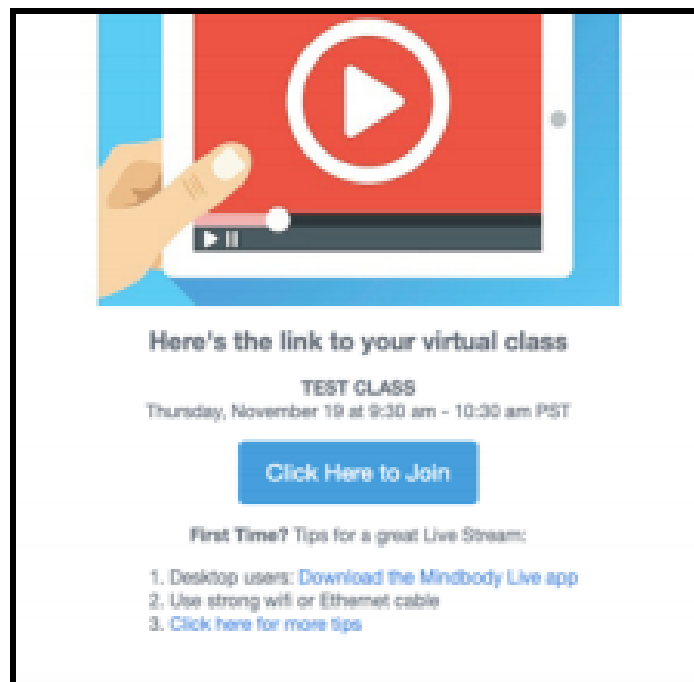 Here's the link to your virtual class
TEST CLASS
Thursday, November 19 at 9:30 am - 10:30 am PST
Click Here to Join
First Time? Tips for a great Live Stream:
1. Desktop users: Download the Mindbody Live app
2. Use strong wifi or Ethernet cable
3. Click here for more tips